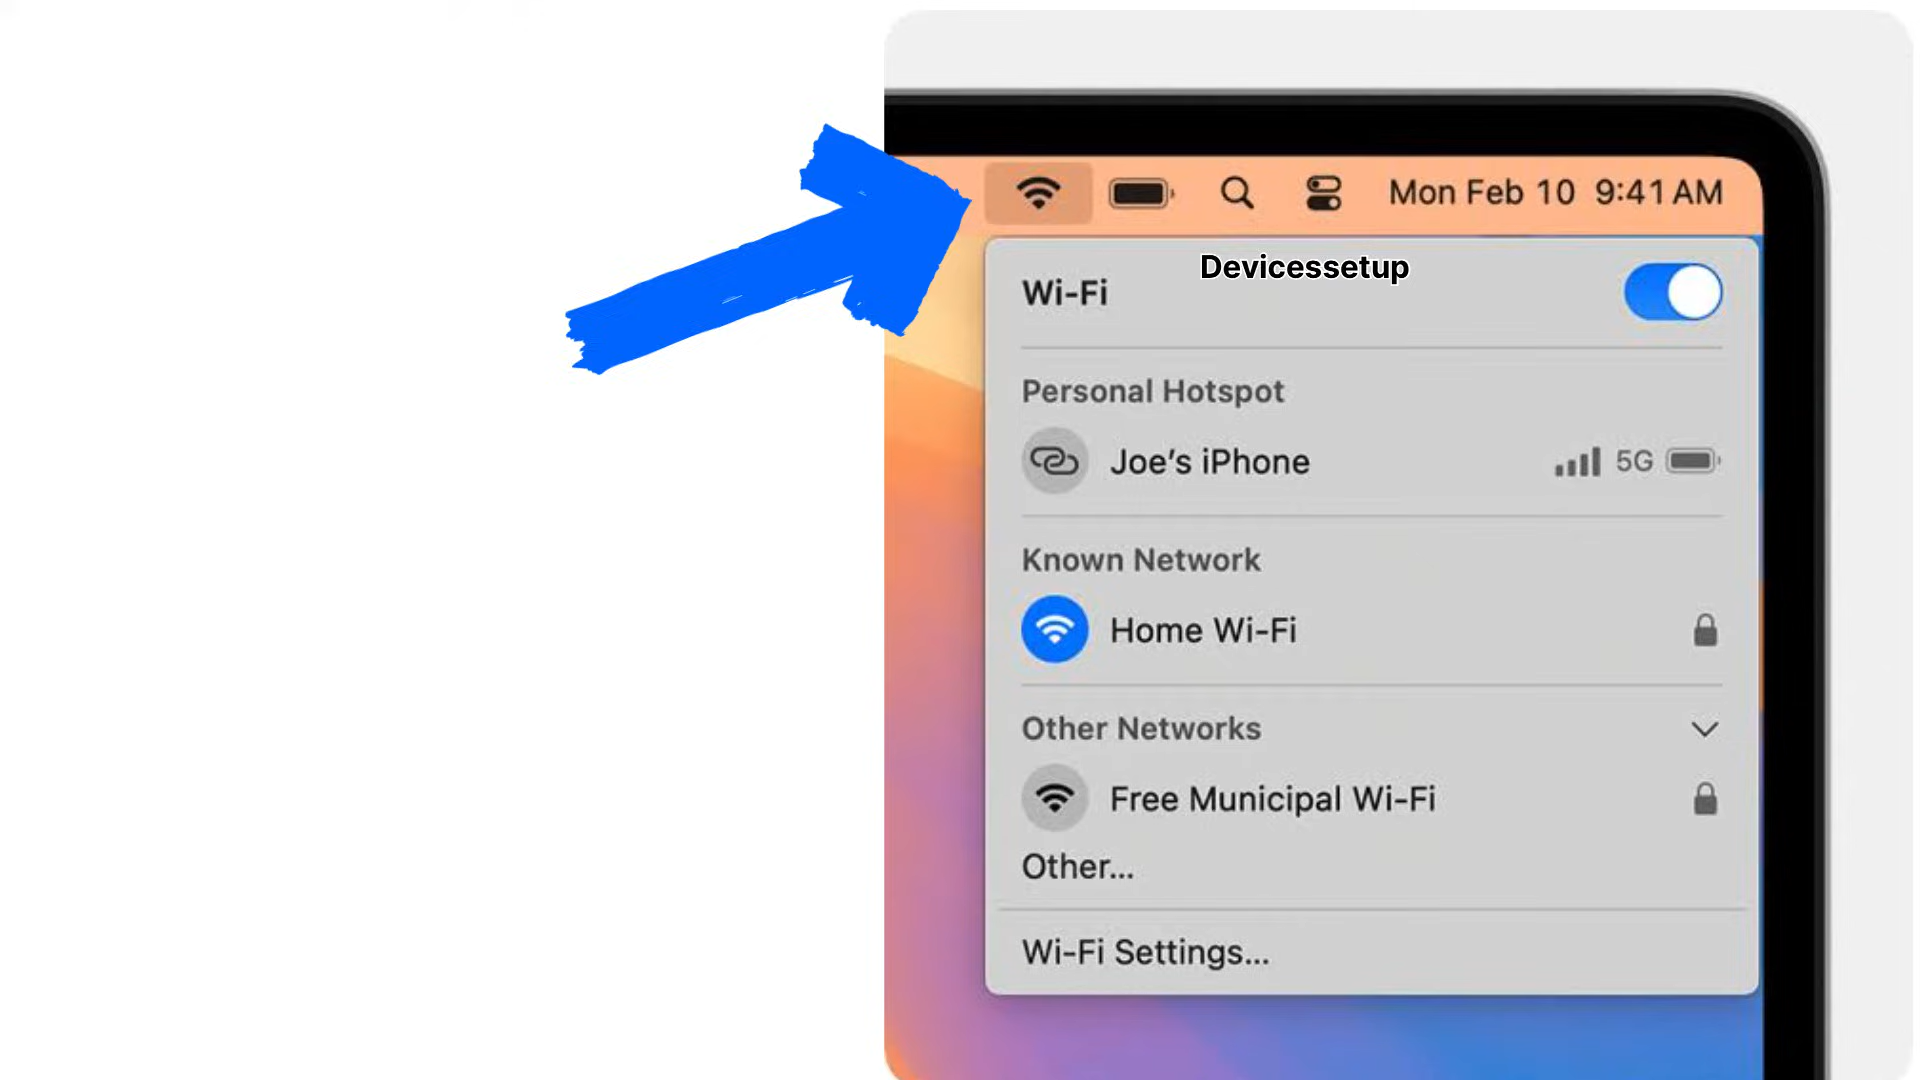 Mon Feb 10 9:41 AM
Devicessetup
Wi-Fi
Personal Hotspot
Joe’s iPhone 5G
Known Network
Home Wi-Fi
Other Networks
Free Municipal Wi-Fi
Other...
Wi-Fi Settings...